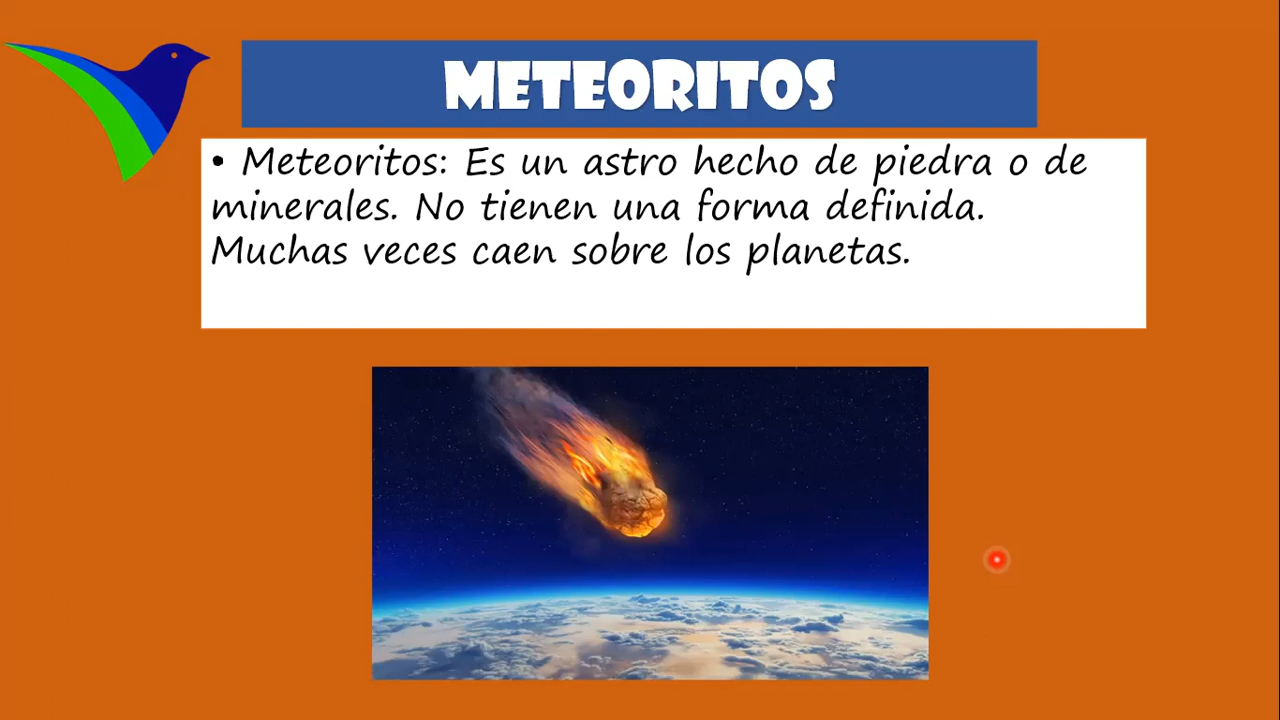 METEORITOS
• Meteoritos: Es un astro hecho de piedra o de
minerales. No tienen una forma definida.
Muchas veces caen sobre los planetas.